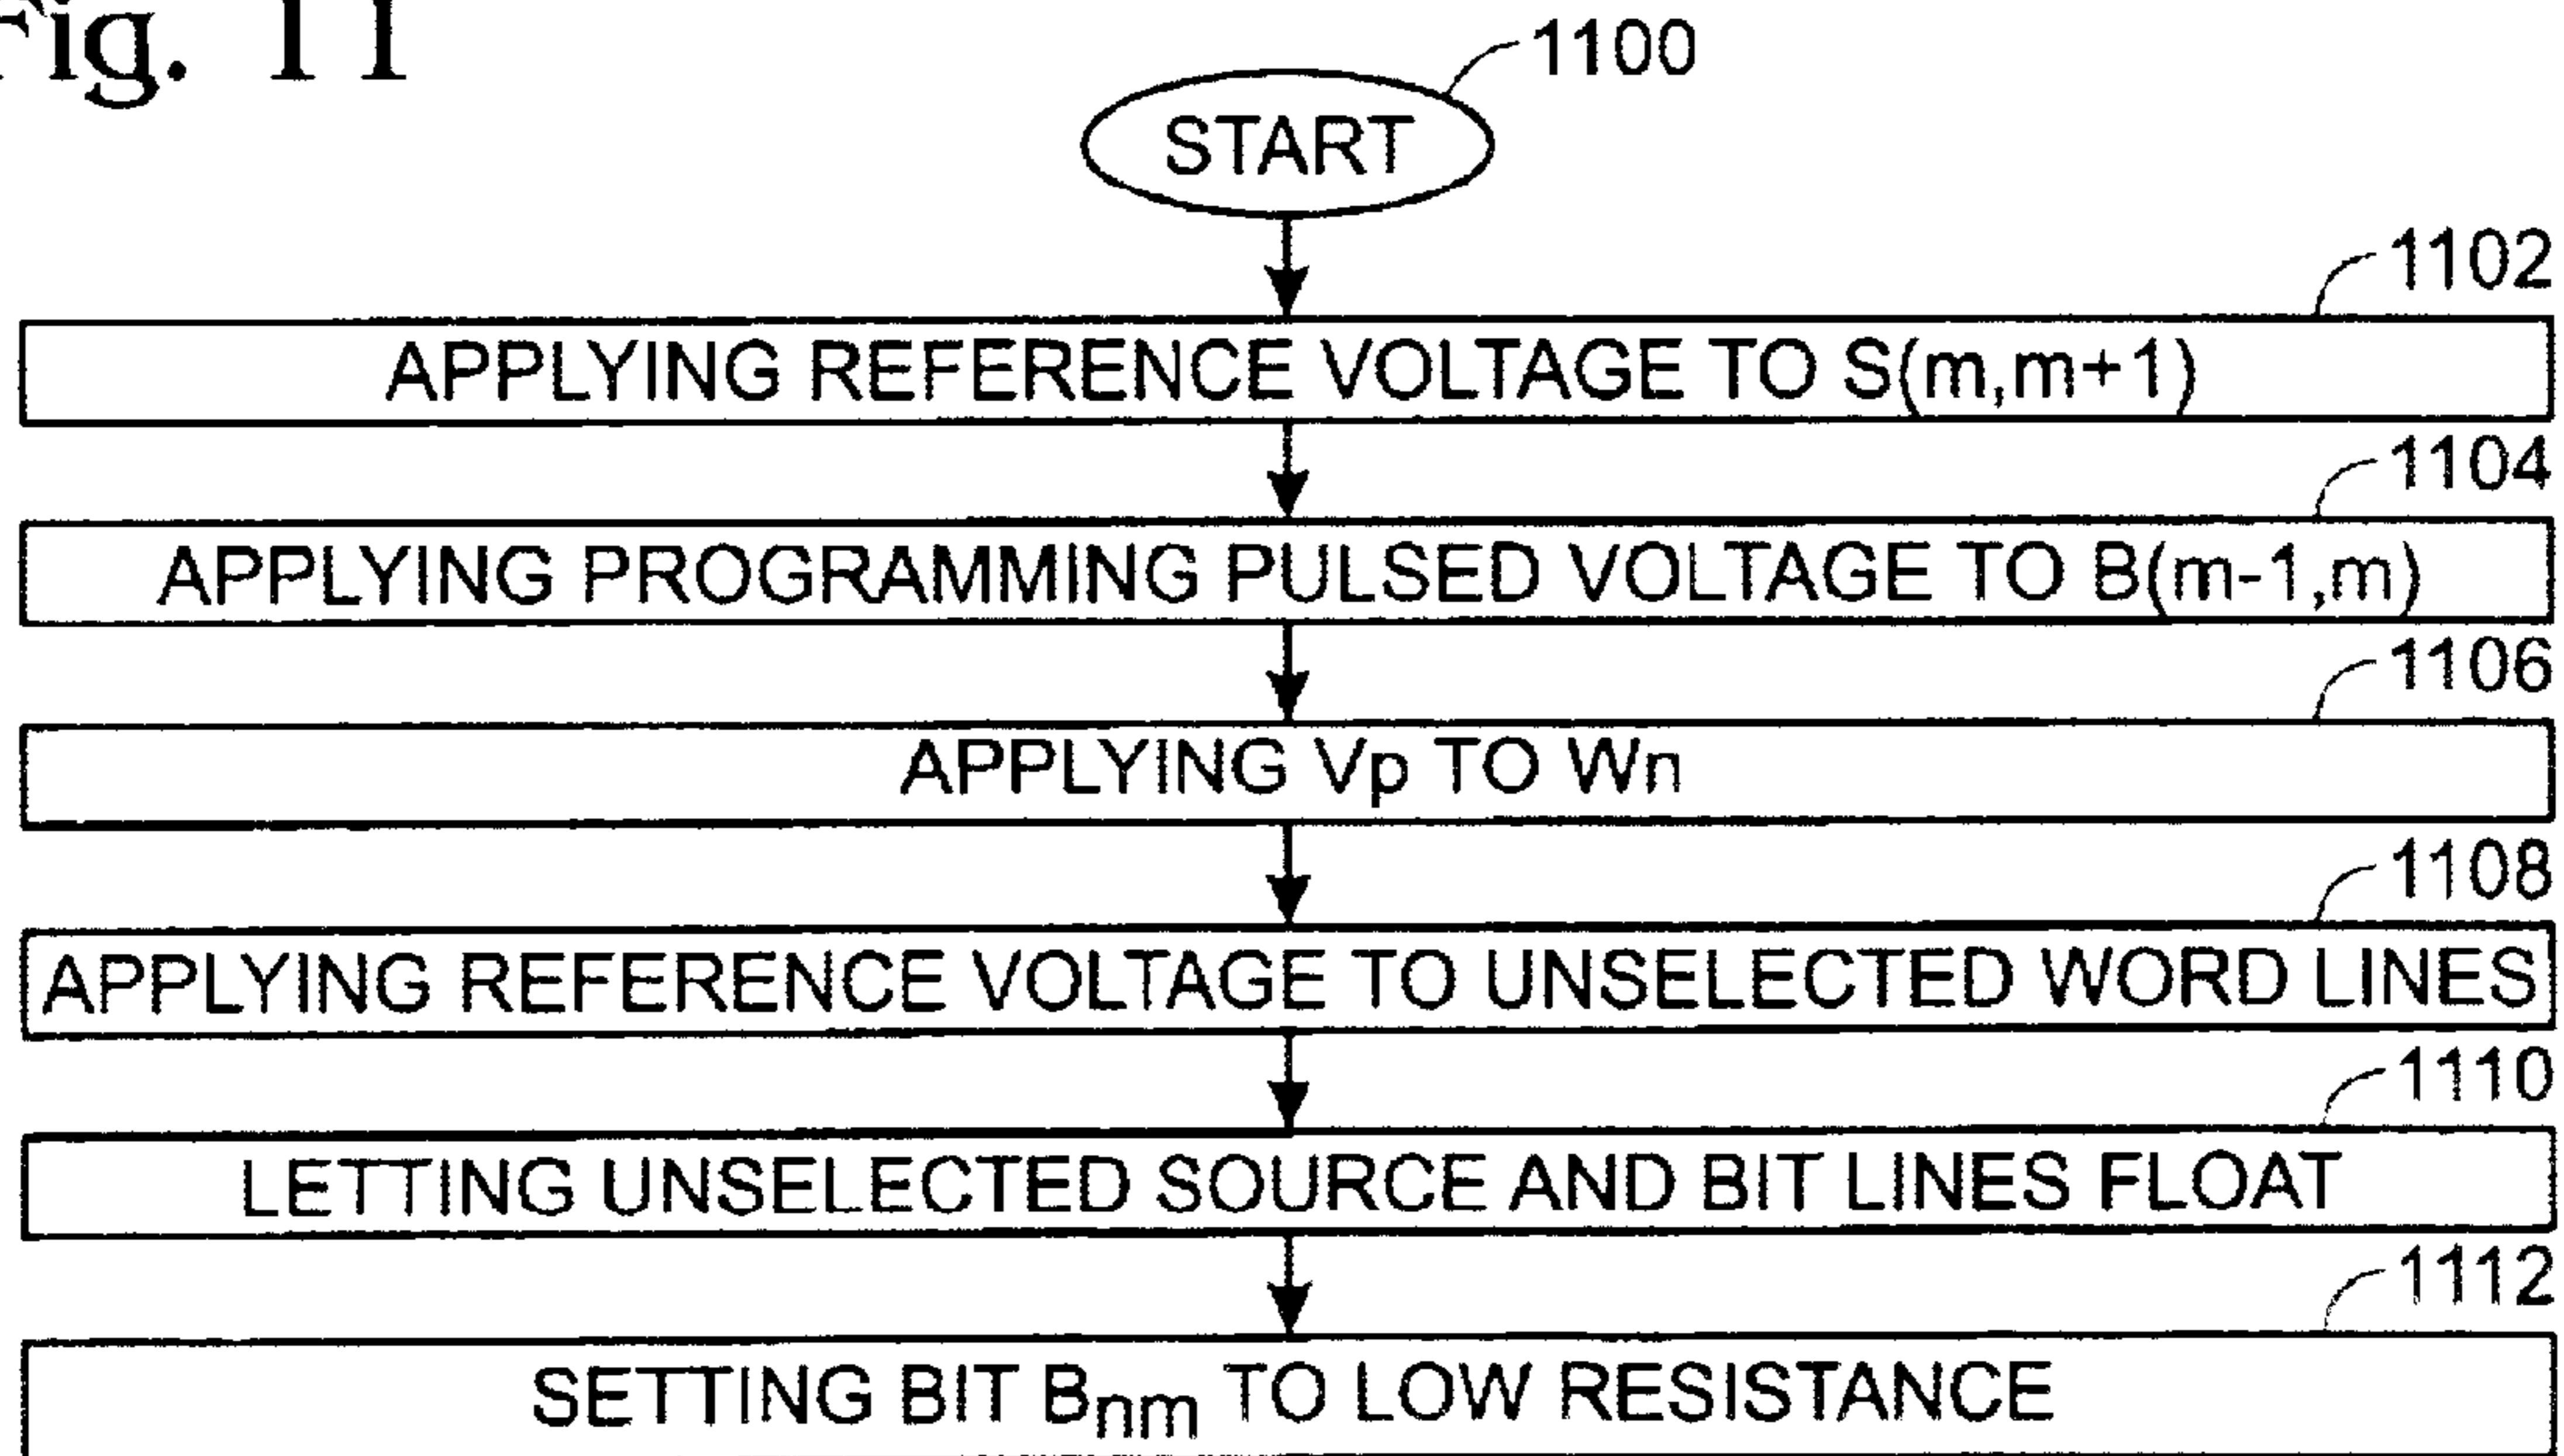 Fig. 11
1100
START
1102
APPLYING REFERENCE VOLTAGE TO S(m,m+1)
1104
APPLYING PROGRAMMING PULSED VOLTAGE TO B(m-1,m)
1106
APPLYING Vp TO Wn
1108
APPLYING REFERENCE VOLTAGE TO UNSELECTED WORD LINES
1110
LETTING UNSELECTED SOURCE AND BIT LINES FLOAT
1112
SETTING BIT Bnm TO LOW RESISTANCE